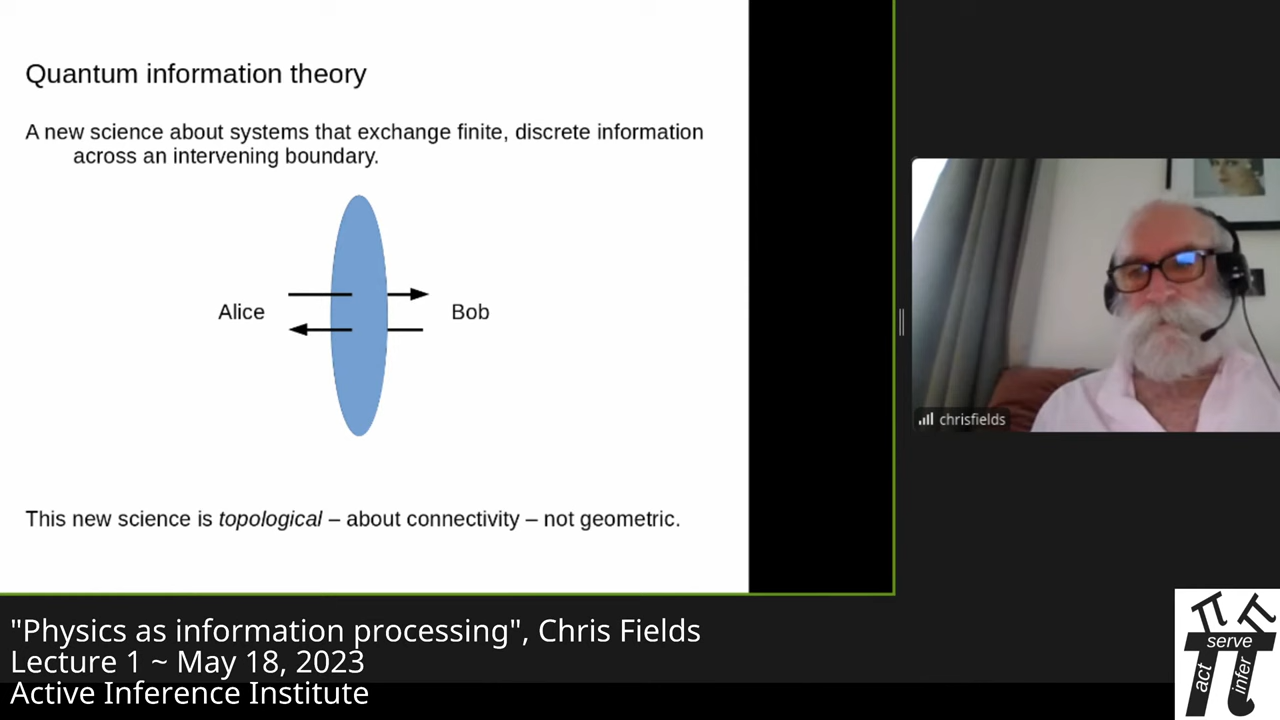 Quantum information theory
A new science about systems that exchange finite, discrete information
across an intervening boundary.
Alice
Bob
This new science is topological – about connectivity – not geometric.
chrisfields
"Physics as information processing", Chris Fields
Lecture 1 ~ May 18, 2023
Active Inference Institute
serve
act
infer